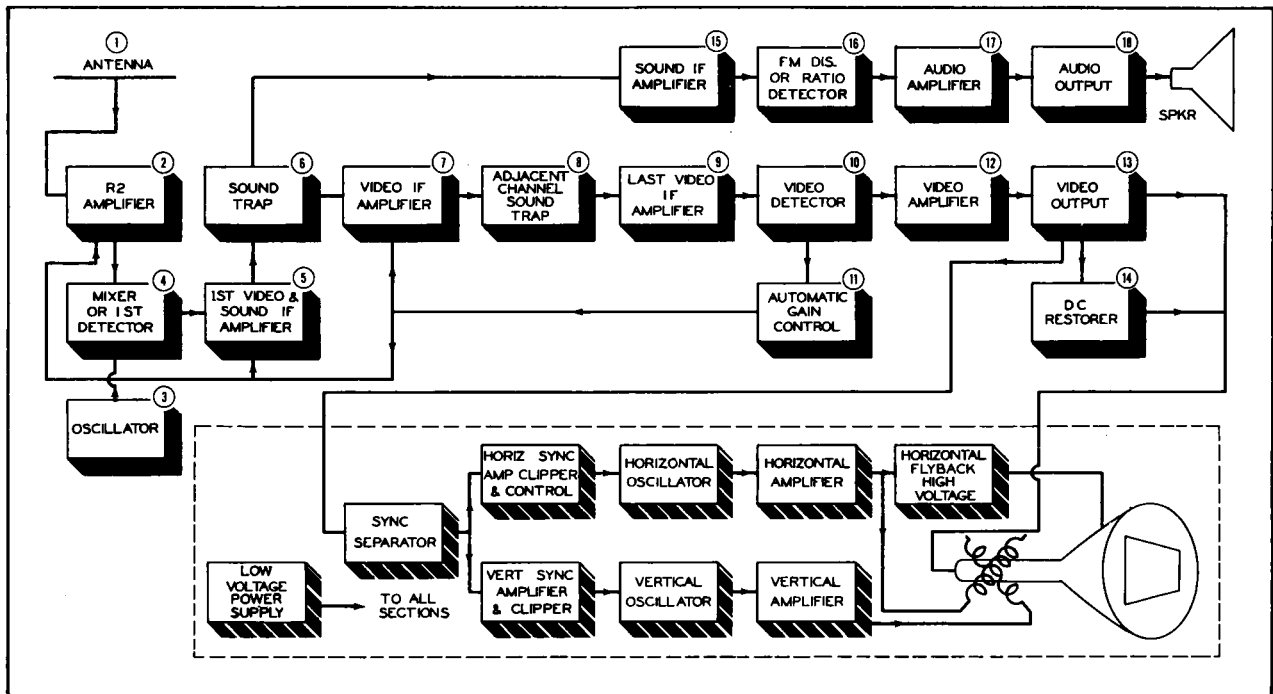 1
ANTENNA
2
R2
AMPLIFIER
3
OSCILLATOR
4
MIXER
OR 1ST
DETECTOR
5
1ST VIDEO &
SOUND IF
AMPLIFIER
6
SOUND
TRAP
7
VIDEO IF
AMPLIFIER
8
ADJACENT
CHANNEL
SOUND
TRAP
9
LAST VIDEO
IF
AMPLIFIER
10
VIDEO
DETECTOR
11
AUTOMATIC
GAIN
CONTROL
12
VIDEO
AMPLIFIER
13
VIDEO
OUTPUT
14
DC
RESTORER
15
SOUND IF
AMPLIFIER
16
FM DIS.
OR RATIO
DETECTOR
17
AUDIO
AMPLIFIER
18
AUDIO
OUTPUT
SPKR
HORIZ SYNC
AMP CLIPPER
& CONTROL
HORIZONTAL
OSCILLATOR
HORIZONTAL
AMPLIFIER
HORIZONTAL
FLYBACK
HIGH
VOLTAGE
SYNC
SEPARATOR
LOW
VOLTAGE
POWER
SUPPLY
TO ALL
SECTIONS
VERT SYNC
AMPLIFIER
& CLIPPER
VERTICAL
OSCILLATOR
VERTICAL
AMPLIFIER